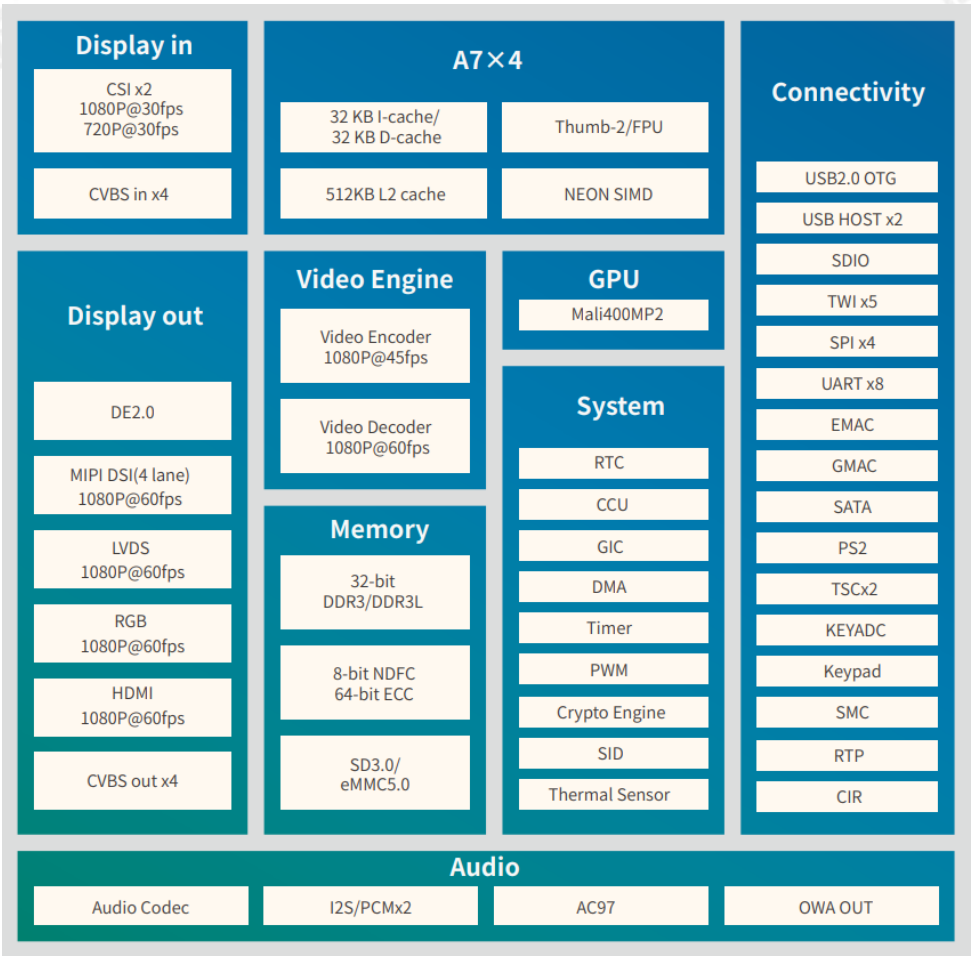 Display in
CSI x2
1080P@30fps
720P@30fps
CVBS in x4
A7×4
32 KB I-cache/
32 KB D-cache
Thumb-2/FPU
512KB L2 cache
NEON SIMD
Connectivity
USB2.0 OTG
USB HOST x2
SDIO
TWI x5
SPI x4
UART x8
EMAC
GMAC
SATA
PS2
TSCx2
KEYADC
Keypad
SMC
RTP
CIR
Display out
DE2.0
MIPI DSI(4 lane)
1080P@60fps
LVDS
1080P@60fps
RGB
1080P@60fps
HDMI
1080P@60fps
CVBS out x4
Video Engine
Video Encoder
1080P@45fps
Video Decoder
1080P@60fps
GPU
Mali400MP2
Memory
32-bit
DDR3/DDR3L
8-bit NDFC
64-bit ECC
SD3.0/
eMMC5.0
System
RTC
CCU
GIC
DMA
Timer
PWM
Crypto Engine
SID
Thermal Sensor
Audio
Audio Codec
I2S/PCMx2
AC97
OWA OUT